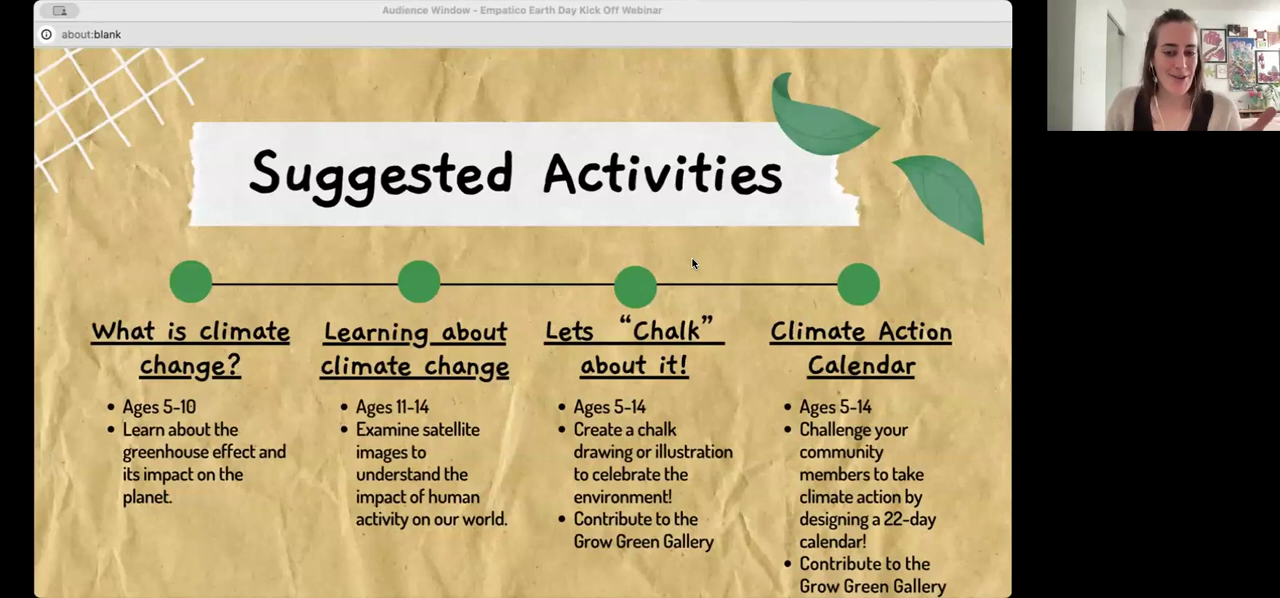 Audience Window - Empatico Earth Day Kick Off Webinar
about:blank
Suggested Activities
What is climate
change?
• Ages 5-10
• Learn about the
greenhouse effect and
its impact on the
planet.
Learning about
climate change
• Ages 11-14
• Examine satellite
images to
understand the
impact of human
activity on our world.
Lets “Chalk”
about it!
• Ages 5-14
• Create a chalk
drawing or illustration
to celebrate the
environment!
• Contribute to the
Grow Green Gallery
Climate Action
Calendar
• Ages 5-14
• Challenge your
community
members to take
climate action by
designing a 22-day
calendar!
• Contribute to the
Grow Green Gallery